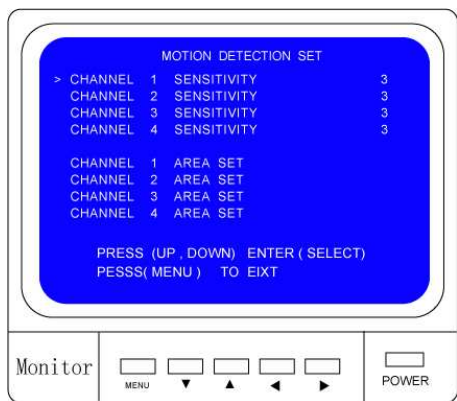 MOTION DETECTION SET
> CHANNEL 1 SENSITIVITY 3
CHANNEL 2 SENSITIVITY 3
CHANNEL 3 SENSITIVITY 3
CHANNEL 4 SENSITIVITY 3
CHANNEL 1 AREA SET
CHANNEL 2 AREA SET
CHANNEL 3 AREA SET
CHANNEL 4 AREA SET
PRESS (UP , DOWN) ENTER ( SELECT)
PESSS( MENU ) TO EIXT
Monitor
MENU ▼ ▲ ◀ ▶
POWER